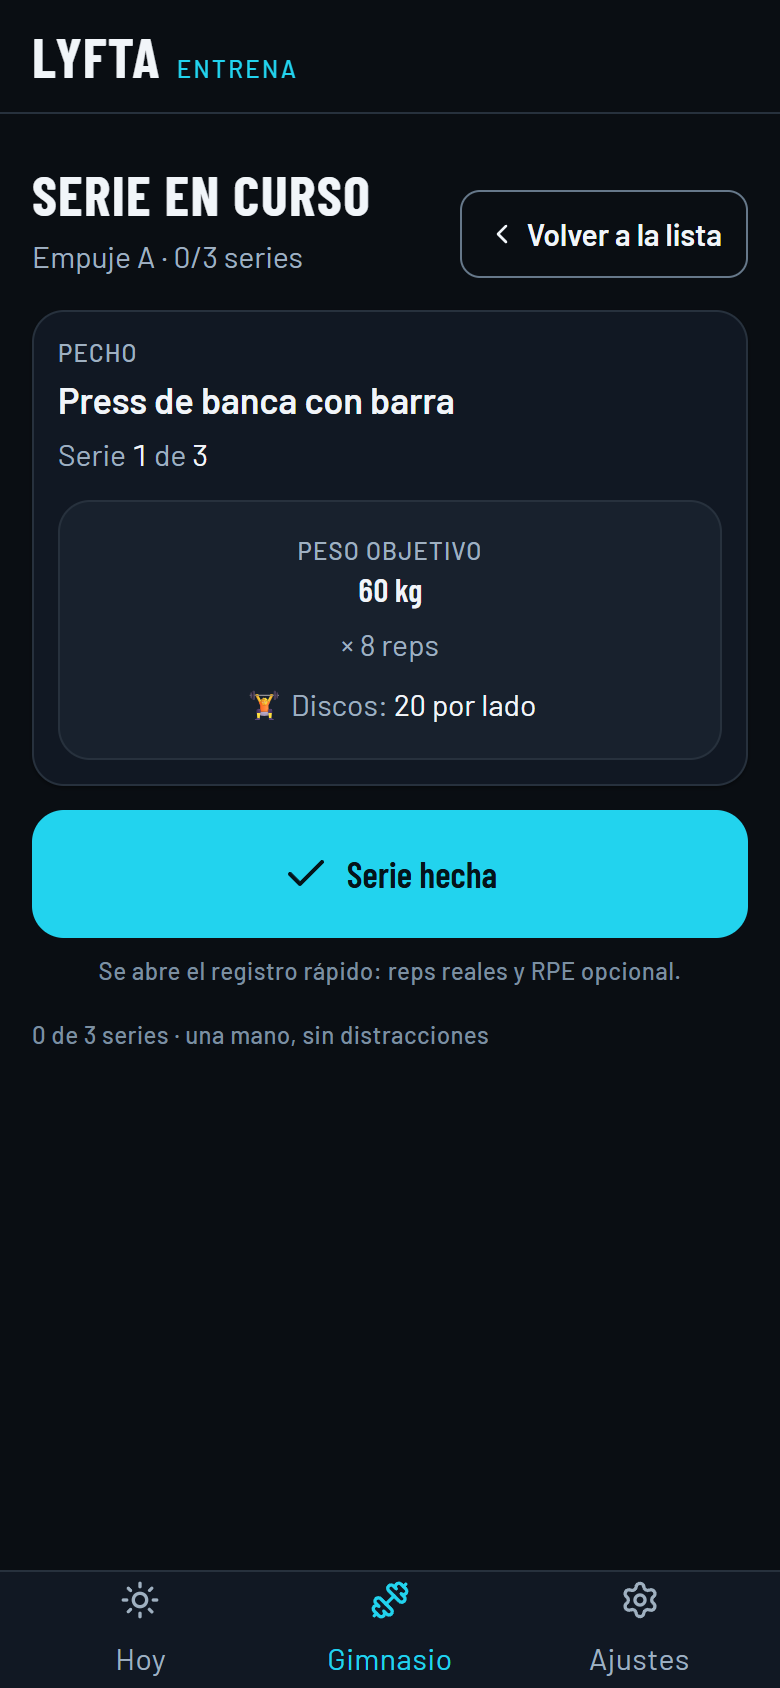 LYFTA ENTRENA
SERIE EN CURSO
Empuje A · 0/3 series
Volver a la lista
PECHO
Press de banca con barra
Serie 1 de 3
PESO OBJETIVO
60 kg
× 8 reps
Discos: 20 por lado
Serie hecha
Se abre el registro rápido: reps reales y RPE opcional.
0 de 3 series · una mano, sin distracciones
Hoy
Gimnasio
Ajustes